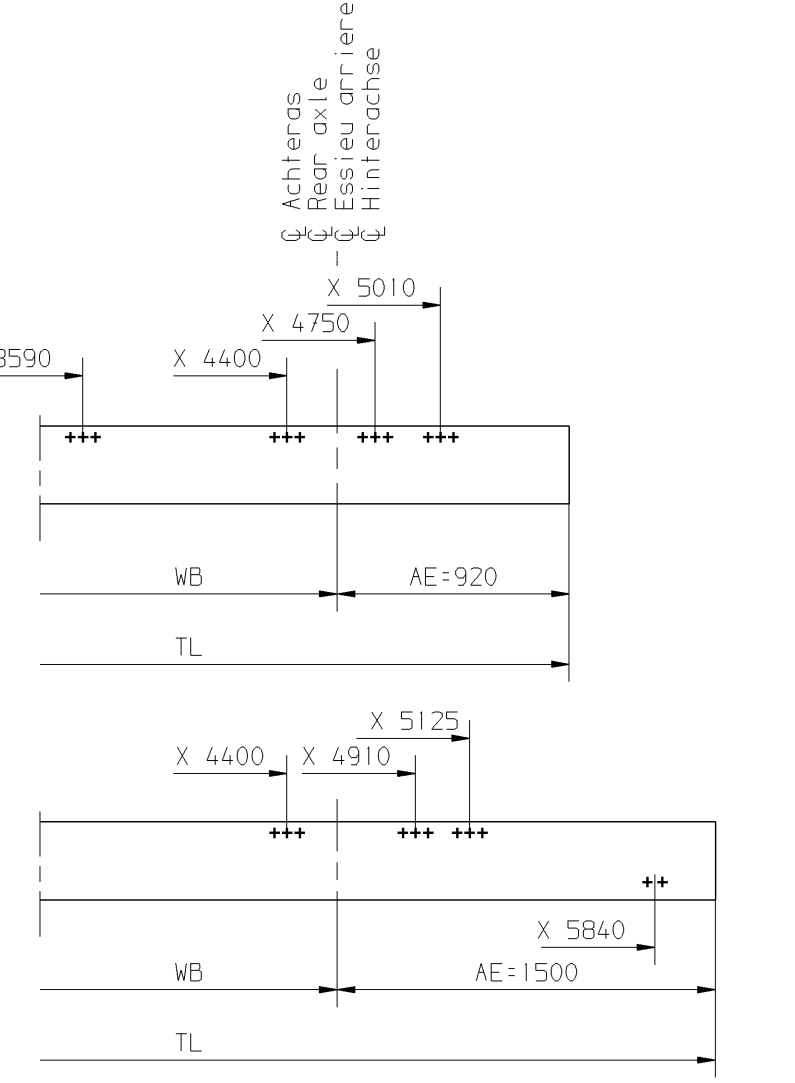 ℄ Achteras
℄ Rear axle
℄ Essieu arriere
℄ Hinterachse
X 5010
X 4750
3590
X 4400
WB
AE=920
TL
X 5125
X 4400
X 4910
X 5840
WB
AE=1500
TL